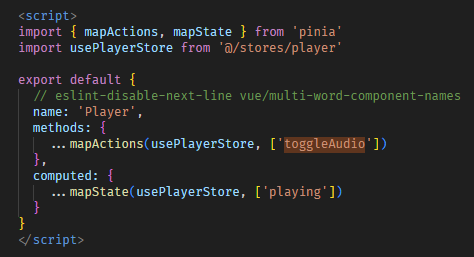 <script>
import { mapActions, mapState } from 'pinia'
import usePlayerStore from '@/stores/player'

export default {
  // eslint-disable-next-line vue/multi-word-component-names
  name: 'Player',
  methods: {
    ...mapActions(usePlayerStore, ['toggleAudio'])
  },
  computed: {
    ...mapState(usePlayerStore, ['playing'])
  }
}
</script>